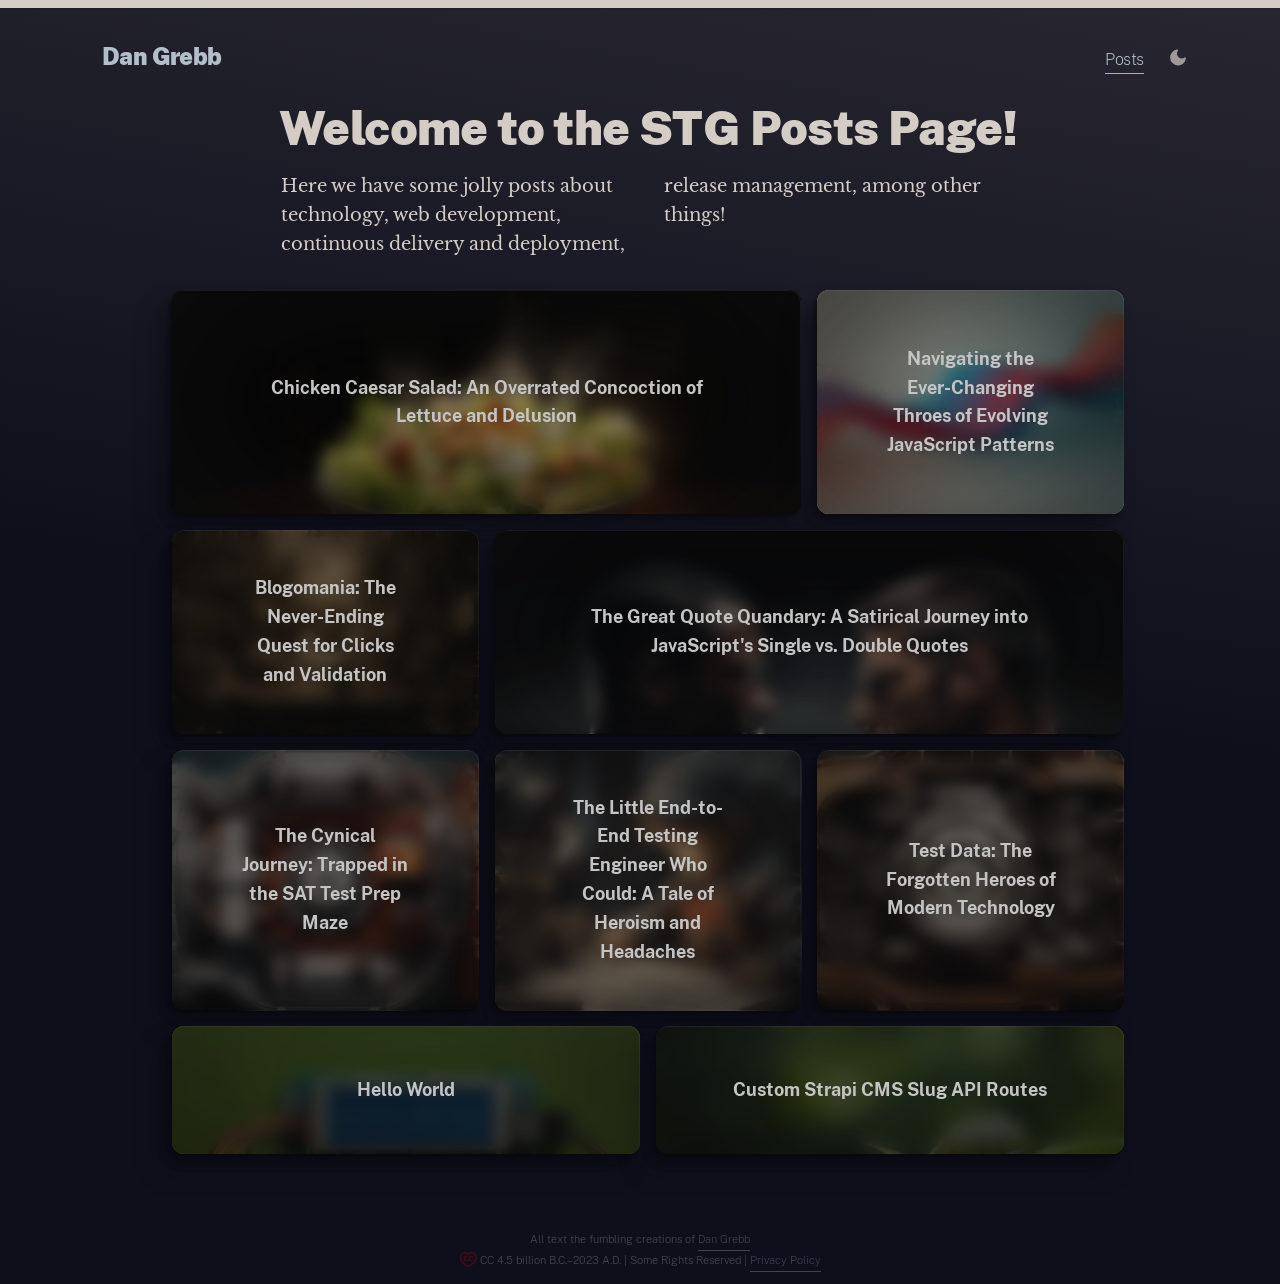 Dan Grebb
Posts
Welcome to the STG Posts Page!
Here we have some jolly posts about
technology, web development,
continuous delivery and deployment,
release management, among other
things!
Chicken Caesar Salad: An Overrated Concoction of
Lettuce and Delusion
Navigating the
Ever-Changing
Throes of Evolving
JavaScript Patterns
Blogomania: The
Never-Ending
Quest for Clicks
and Validation
The Great Quote Quandary: A Satirical Journey into
JavaScript's Single vs. Double Quotes
The Cynical
Journey: Trapped in
the SAT Test Prep
Maze
The Little End-to-
End Testing
Engineer Who
Could: A Tale of
Heroism and
Headaches
Test Data: The
Forgotten Heroes of
Modern Technology
Hello World
Custom Strapi CMS Slug API Routes
All text the fumbling creations of Dan Grebb
CC 4.5 billion B.C.–2023 A.D. | Some Rights Reserved | Privacy Policy